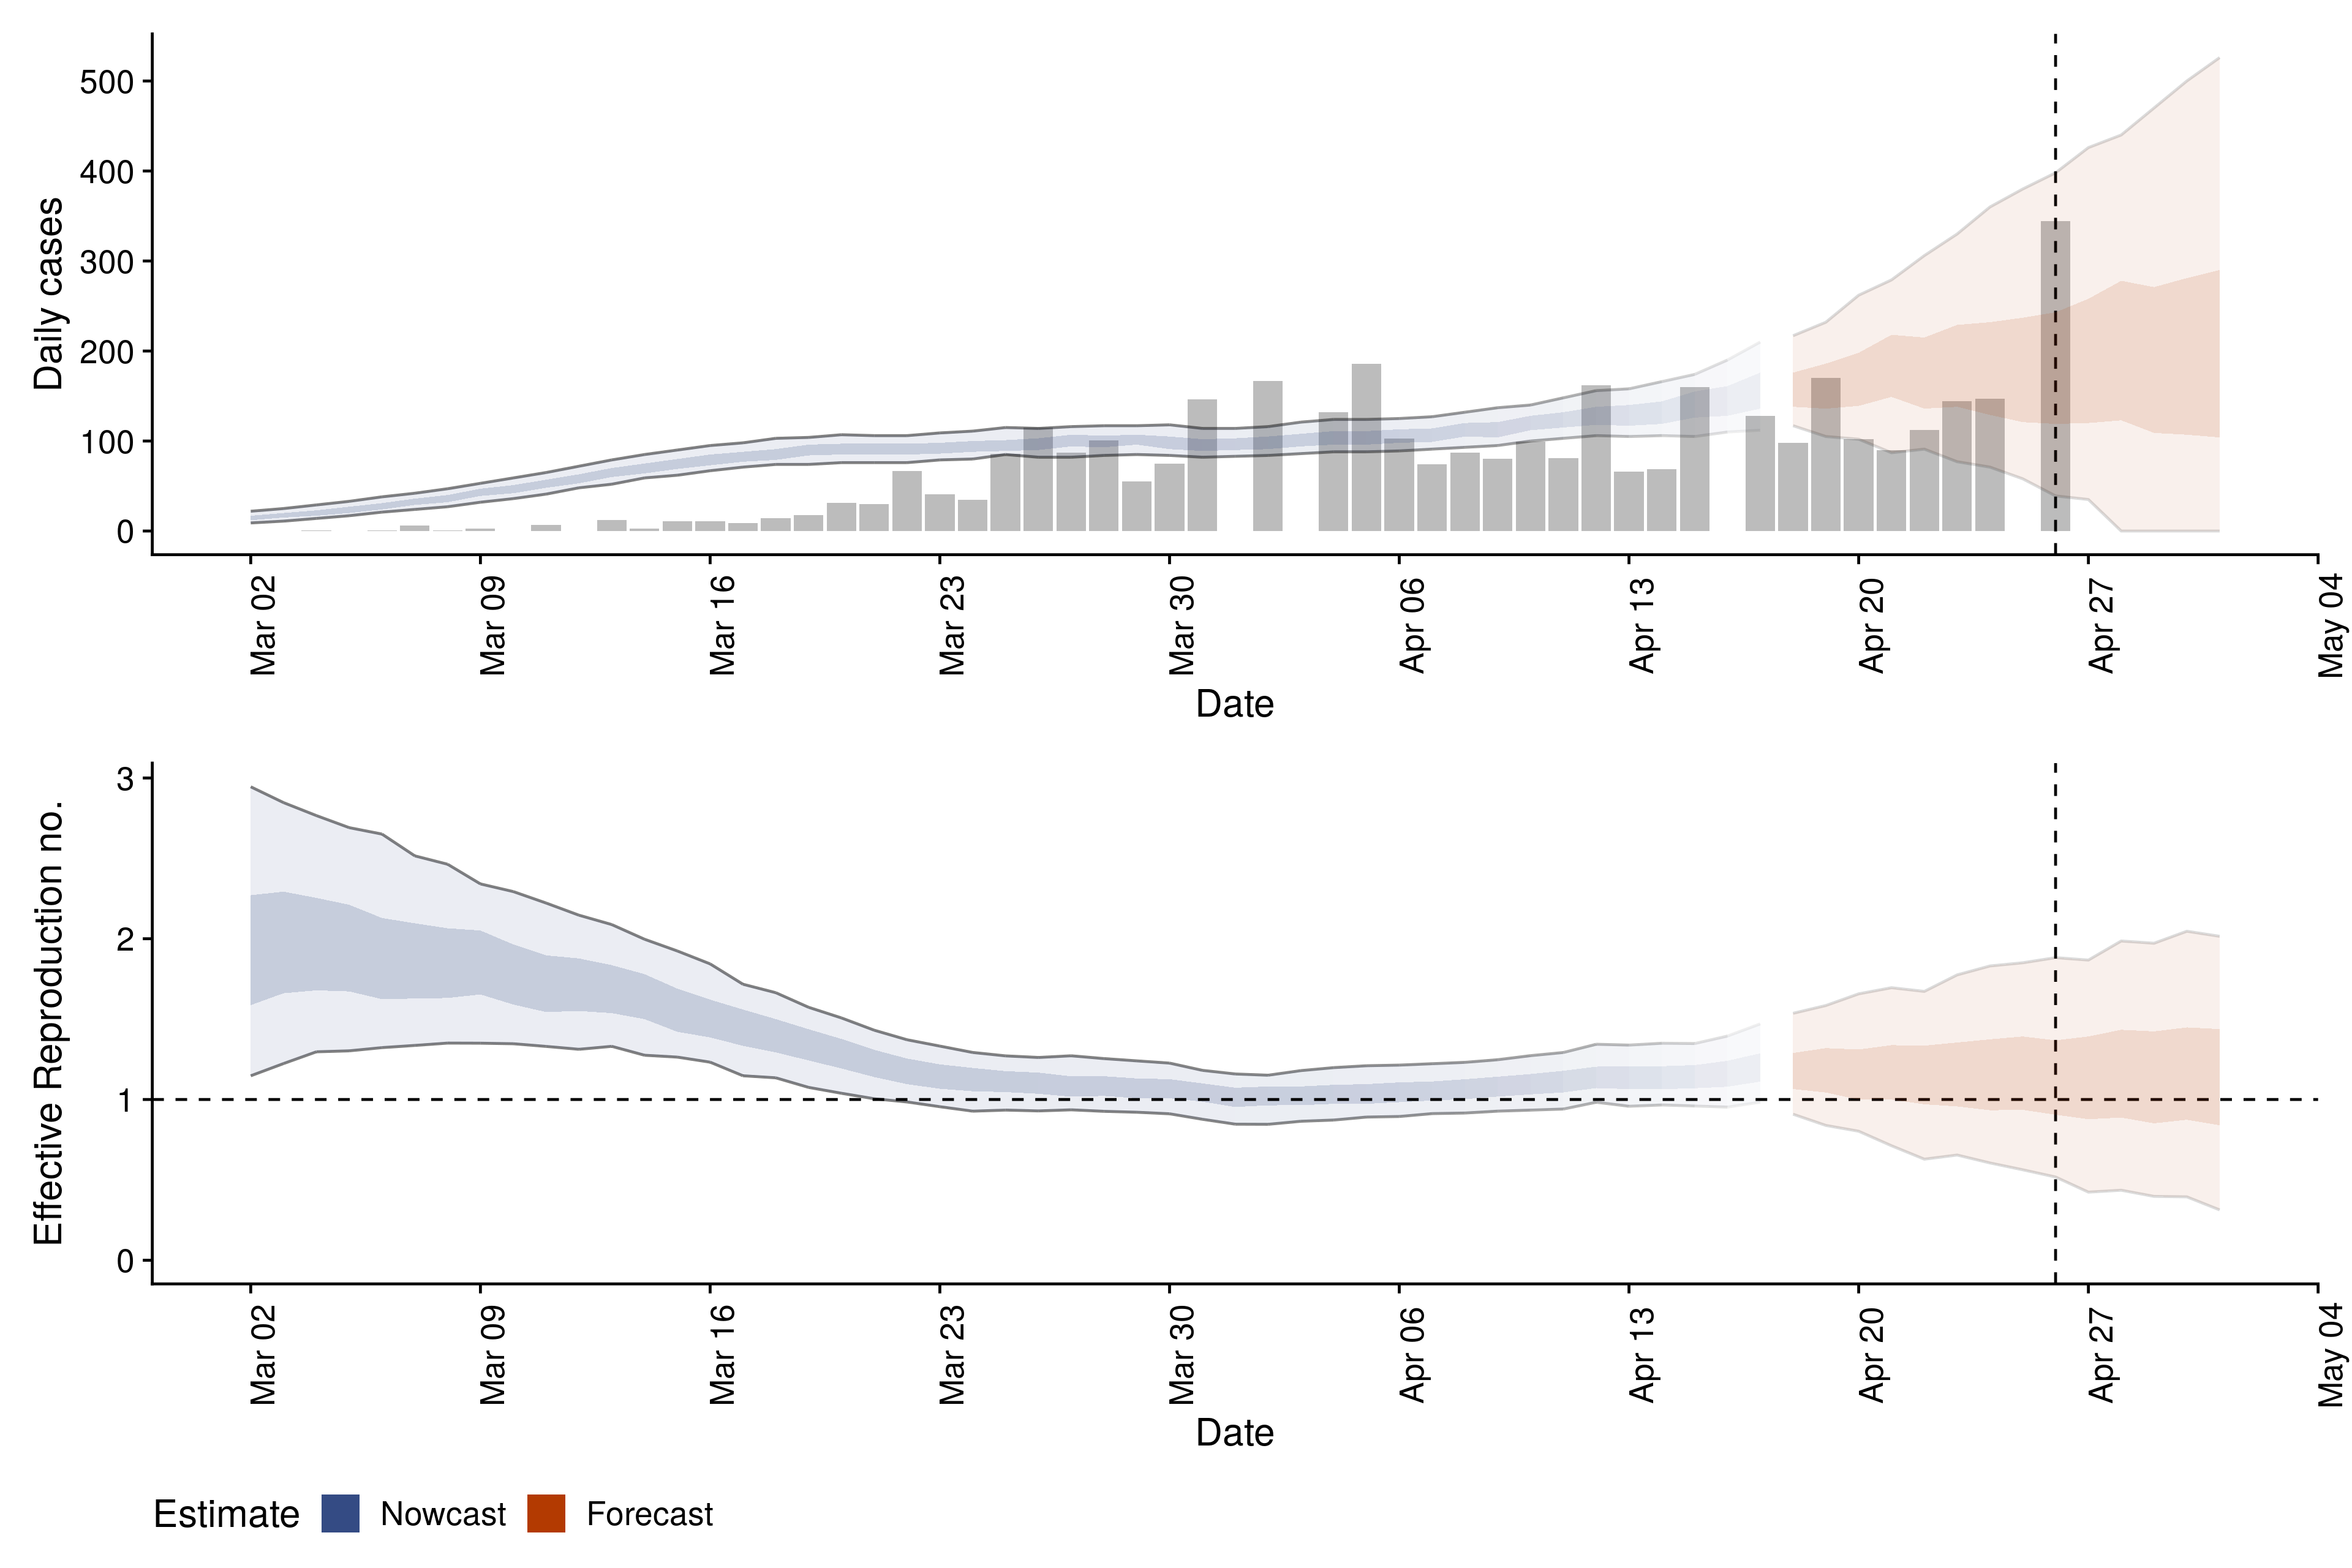 Daily cases
500
400
300
200
100
0
Mar 02
Mar 09
Mar 16
Mar 23
Mar 30
Apr 06
Apr 13
Apr 20
Apr 27
May 04
Date
Effective Reproduction no.
3
2
1
0
Mar 02
Mar 09
Mar 16
Mar 23
Mar 30
Apr 06
Apr 13
Apr 20
Apr 27
May 04
Date
Estimate Nowcast Forecast